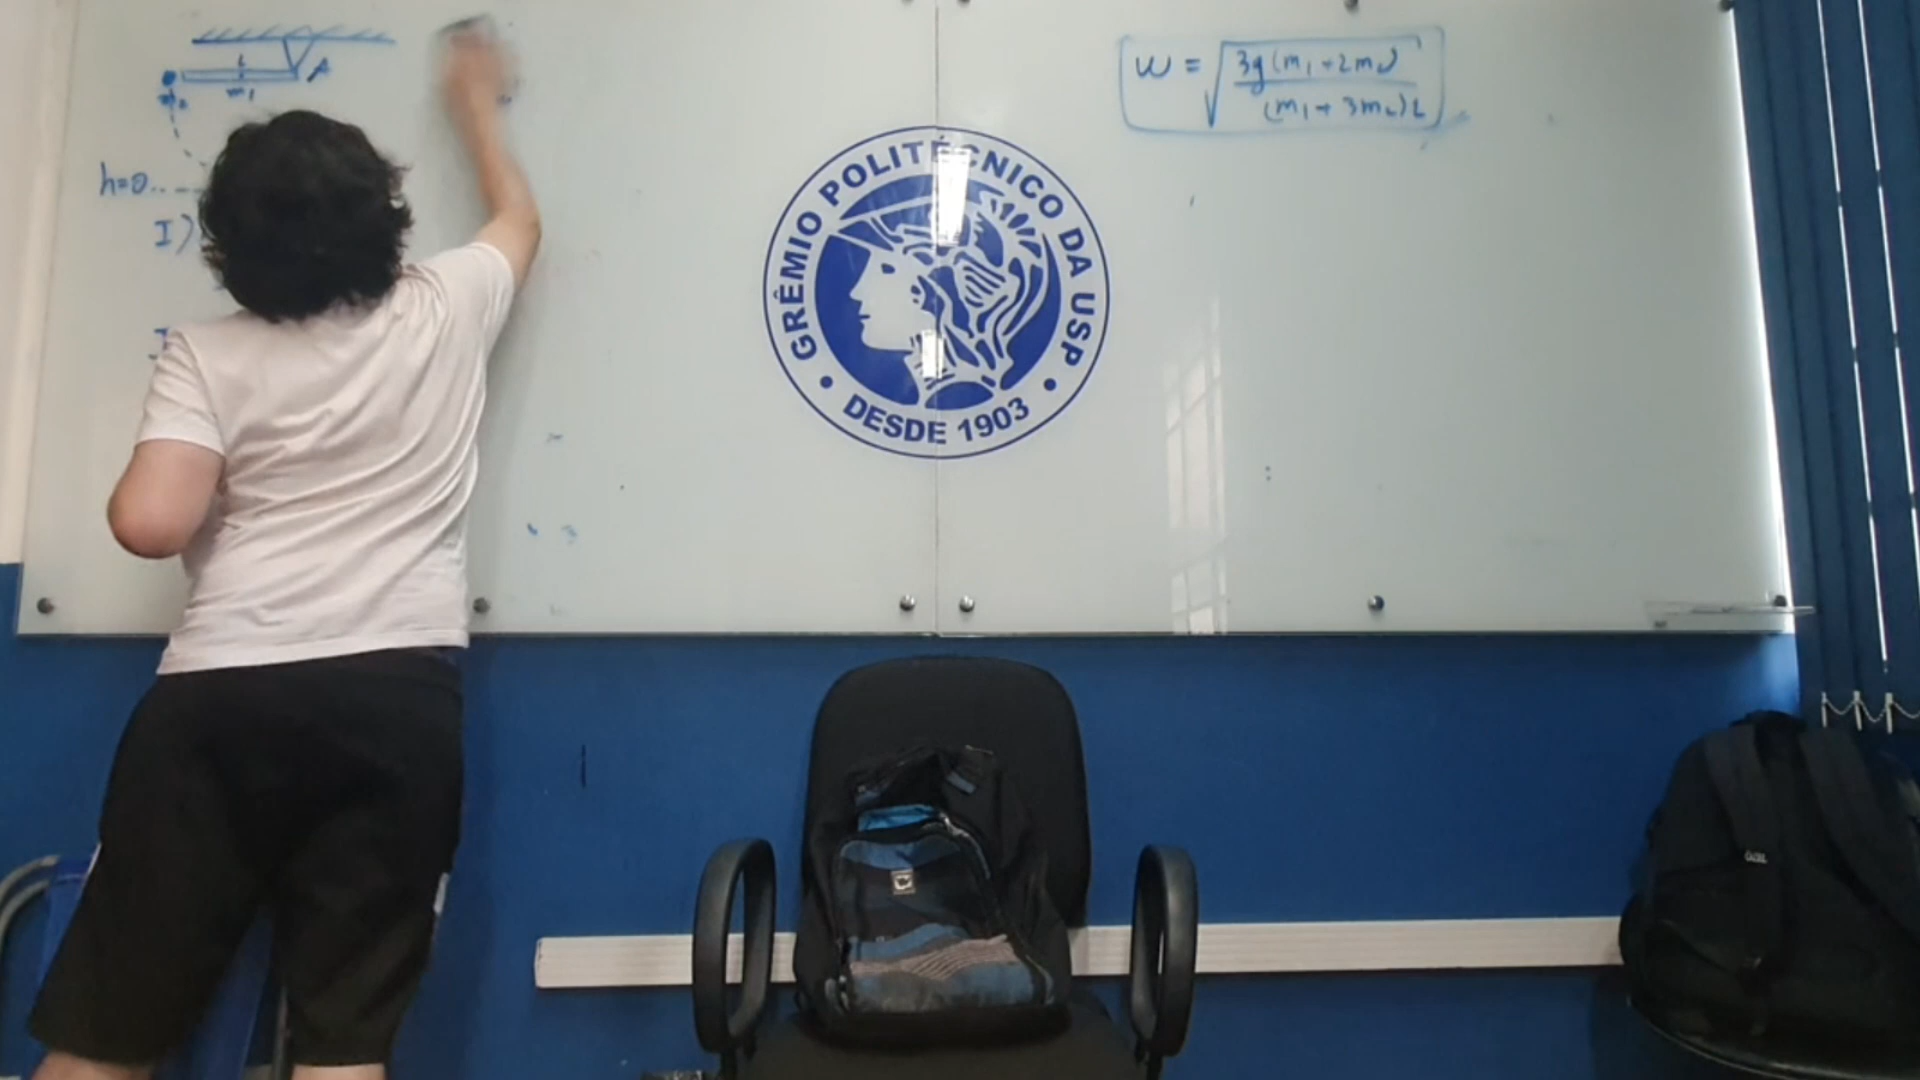 L
A
m₁
h=0
I)
ω = √(3g(m₁+2m₂) / (m₁+3m₂)L)
GRÊMIO POLITÉCNICO DA USP
DESDE 1903